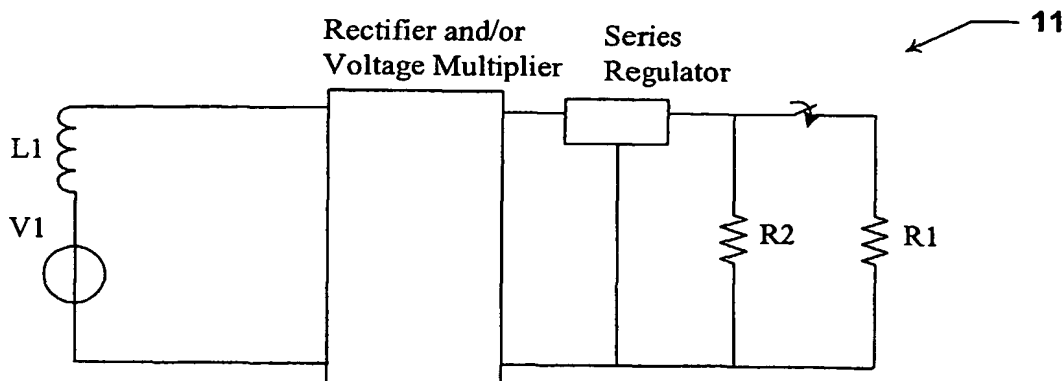 11
Rectifier and/or
Voltage Multiplier
Series
Regulator
L1
V1
R2
R1